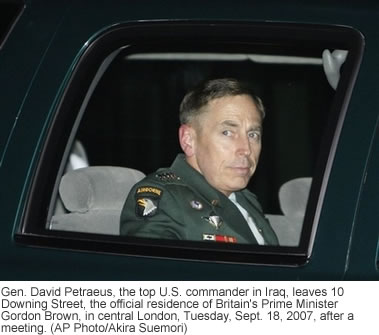 AIRBORNE
Gen. David Petraeus, the top U.S. commander in Iraq, leaves 10
Downing Street, the official residence of Britain's Prime Minister
Gordon Brown, in central London, Tuesday, Sept. 18, 2007, after a
meeting. (AP Photo/Akira Suemori)